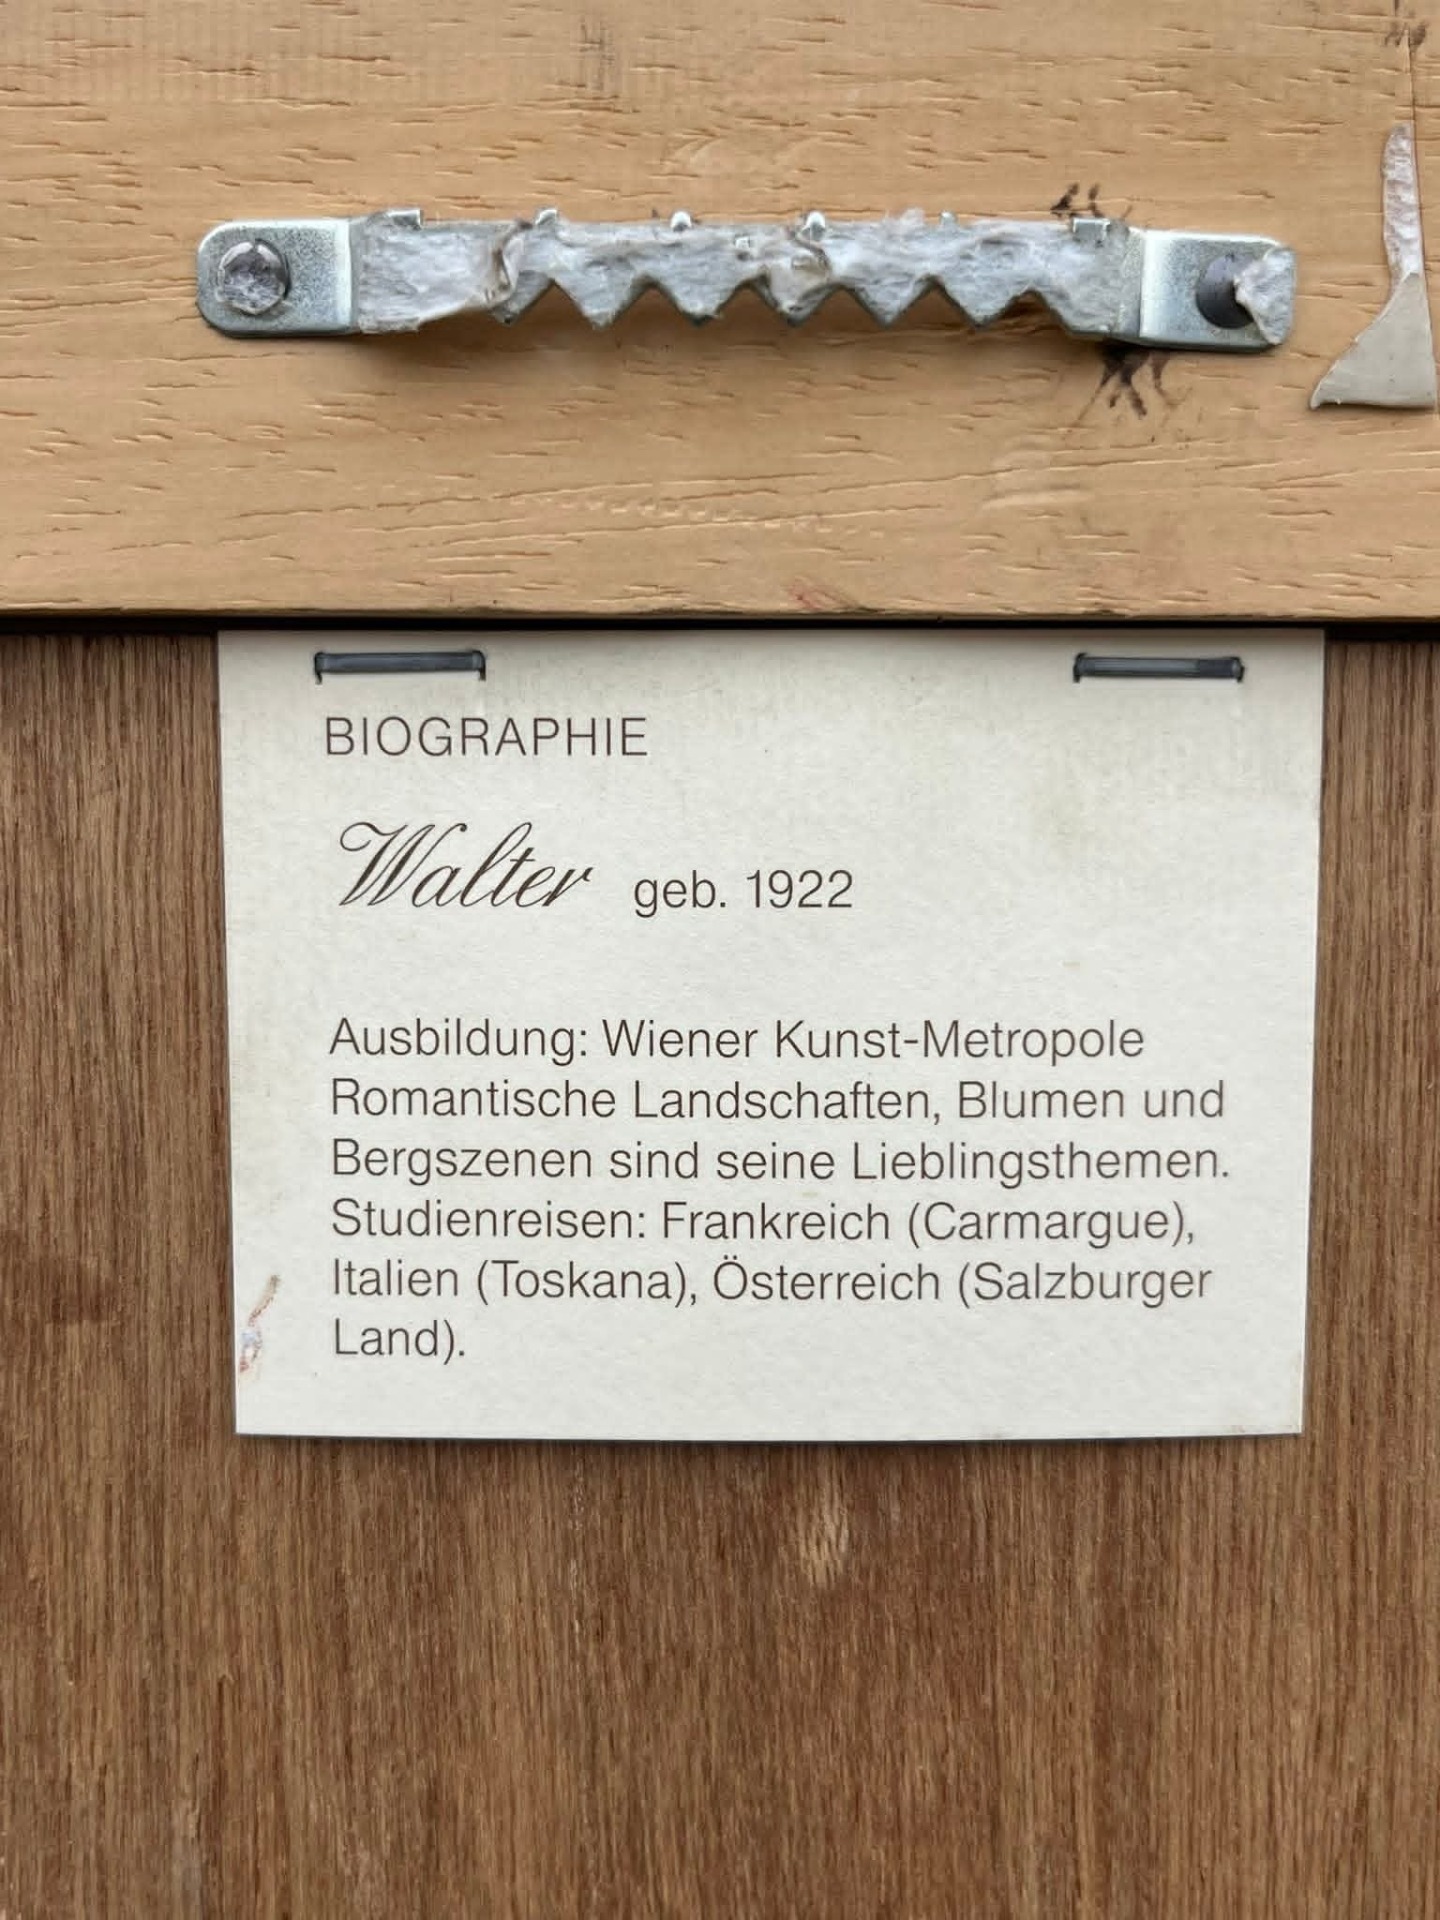 BIOGRAPHIE
Walter geb. 1922
Ausbildung: Wiener Kunst-Metropole
Romantische Landschaften, Blumen und
Bergszenen sind seine Lieblingsthemen.
Studienreisen: Frankreich (Carmargue),
Italien (Toskana), Österreich (Salzburger
Land).